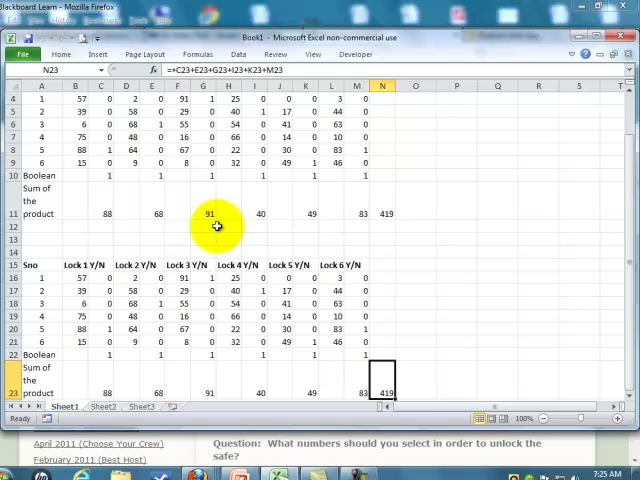 Blackboard Learn - Mozilla Firefox
Edit View History Bookmarks Tools Help
Book1 - Microsoft Excel non-commercial use
File Home Insert Page Layout Formulas Data Review View Developer
N23 fx =+C23+E23+G23+I23+K23+M23
A B C D E F G H I J K L M N O P Q R S T
4 1 57 0 2 0 91 1 25 0 0 3 0
5 2 39 0 58 0 29 0 40 1 17 0 44 0
6 3 6 0 68 1 55 0 54 0 41 0 63 0
7 4 75 0 48 0 16 0 66 0 14 0 10 0
8 5 88 1 64 0 67 0 22 0 30 0 83 1
9 6 15 0 9 0 8 0 32 0 49 1 46 0
10 Boolean 1 1 1 1 1 1
Sum of
the
11 product 88 68 91 40 49 83 419
12
13
14
15 Sno Lock 1 Y/N Lock 2 Y/N Lock 3 Y/N Lock 4 Y/N Lock 5 Y/N Lock 6 Y/N
16 1 57 0 2 0 91 1 25 0 0 3 0
17 2 39 0 58 0 29 0 40 1 17 0 44 0
18 3 6 0 68 1 55 0 54 0 41 0 63 0
19 4 75 0 48 0 16 0 66 0 14 0 10 0
20 5 88 1 64 0 67 0 22 0 30 0 83 1
21 6 15 0 9 0 8 0 32 0 49 1 46 0
22 Boolean 1 1 1 1 1 1
Sum of
the
23 product 88 68 91 40 49 83 419
Sheet1 Sheet2 Sheet3
Ready 100%
April 2011 (Choose Your Crew)
February 2011 (Best Host)
Question: What numbers should you select in order to unlock the
safe?
7:25 AM